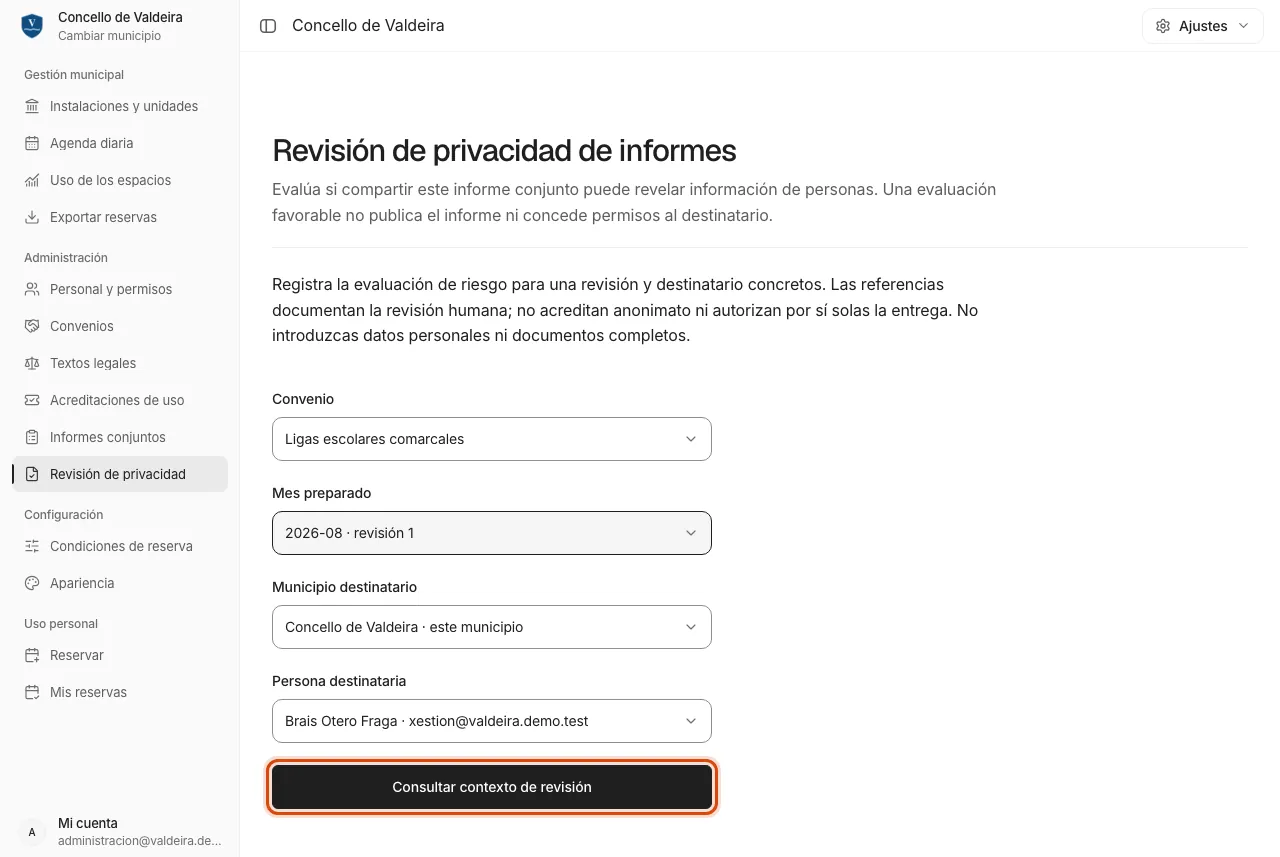 V
Concello de Valdeira
Cambiar municipio
Gestión municipal
Instalaciones y unidades
Agenda diaria
Uso de los espacios
Exportar reservas
Administración
Personal y permisos
Convenios
Textos legales
Acreditaciones de uso
Informes conjuntos
Revisión de privacidad
Configuración
Condiciones de reserva
Apariencia
Uso personal
Reservar
Mis reservas
A
Mi cuenta
administracion@valdeira.de...
Concello de Valdeira
Ajustes
Revisión de privacidad de informes
Evalúa si compartir este informe conjunto puede revelar información de personas. Una evaluación
favorable no publica el informe ni concede permisos al destinatario.
Registra la evaluación de riesgo para una revisión y destinatario concretos. Las referencias
documentan la revisión humana; no acreditan anonimato ni autorizan por sí solas la entrega. No
introduzcas datos personales ni documentos completos.
Convenio
Ligas escolares comarcales
Mes preparado
2026-08 · revisión 1
Municipio destinatario
Concello de Valdeira · este municipio
Persona destinataria
Brais Otero Fraga · xestion@valdeira.demo.test
Consultar contexto de revisión